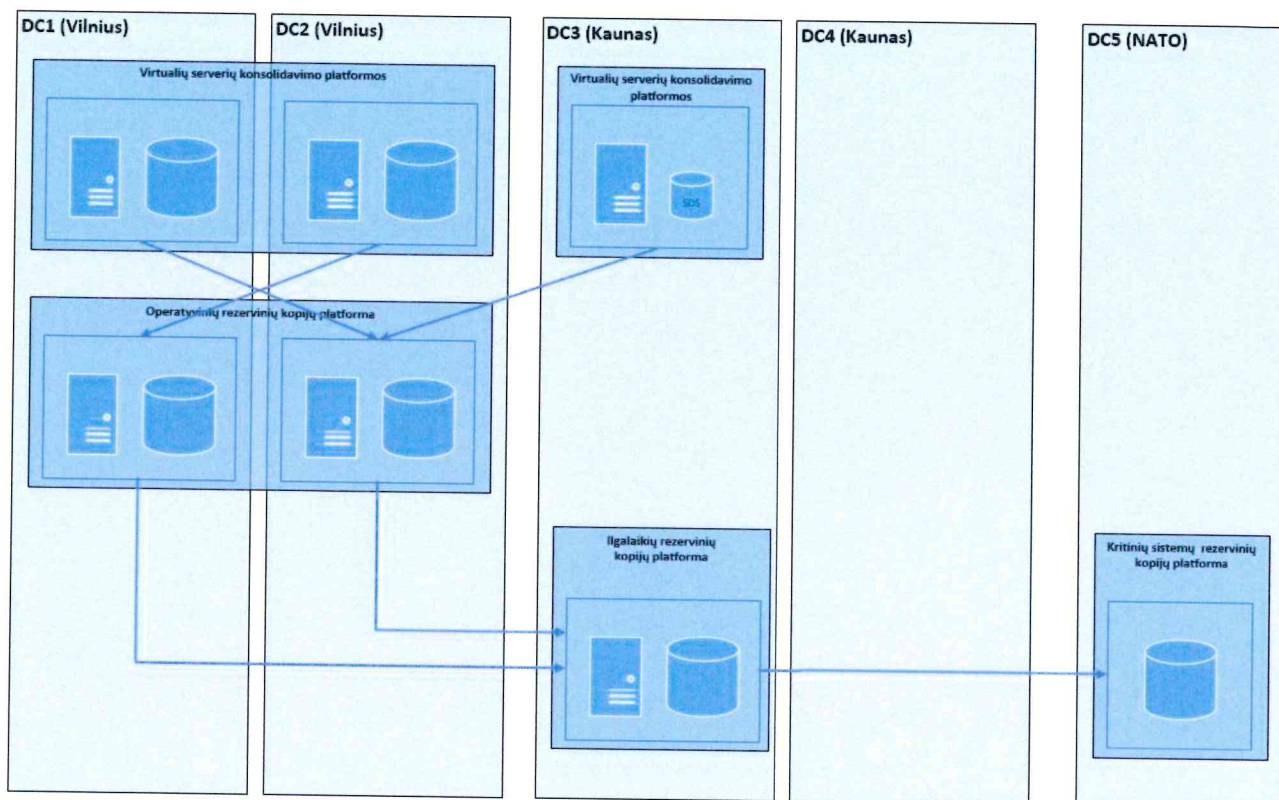 DC1 (Vilnius)
DC2 (Vilnius)
DC3 (Kaunas)
DC4 (Kaunas)
DC5 (NATO)
Virtualių serverių konsolidavimo platformos
Virtualių serverių konsolidavimo
platformos
SDS
Operatyvinių rezervinių kopijų platforma
Ilgalaikių rezervinių
kopijų platforma
Kritinių sistemų rezervinių
kopijų platforma